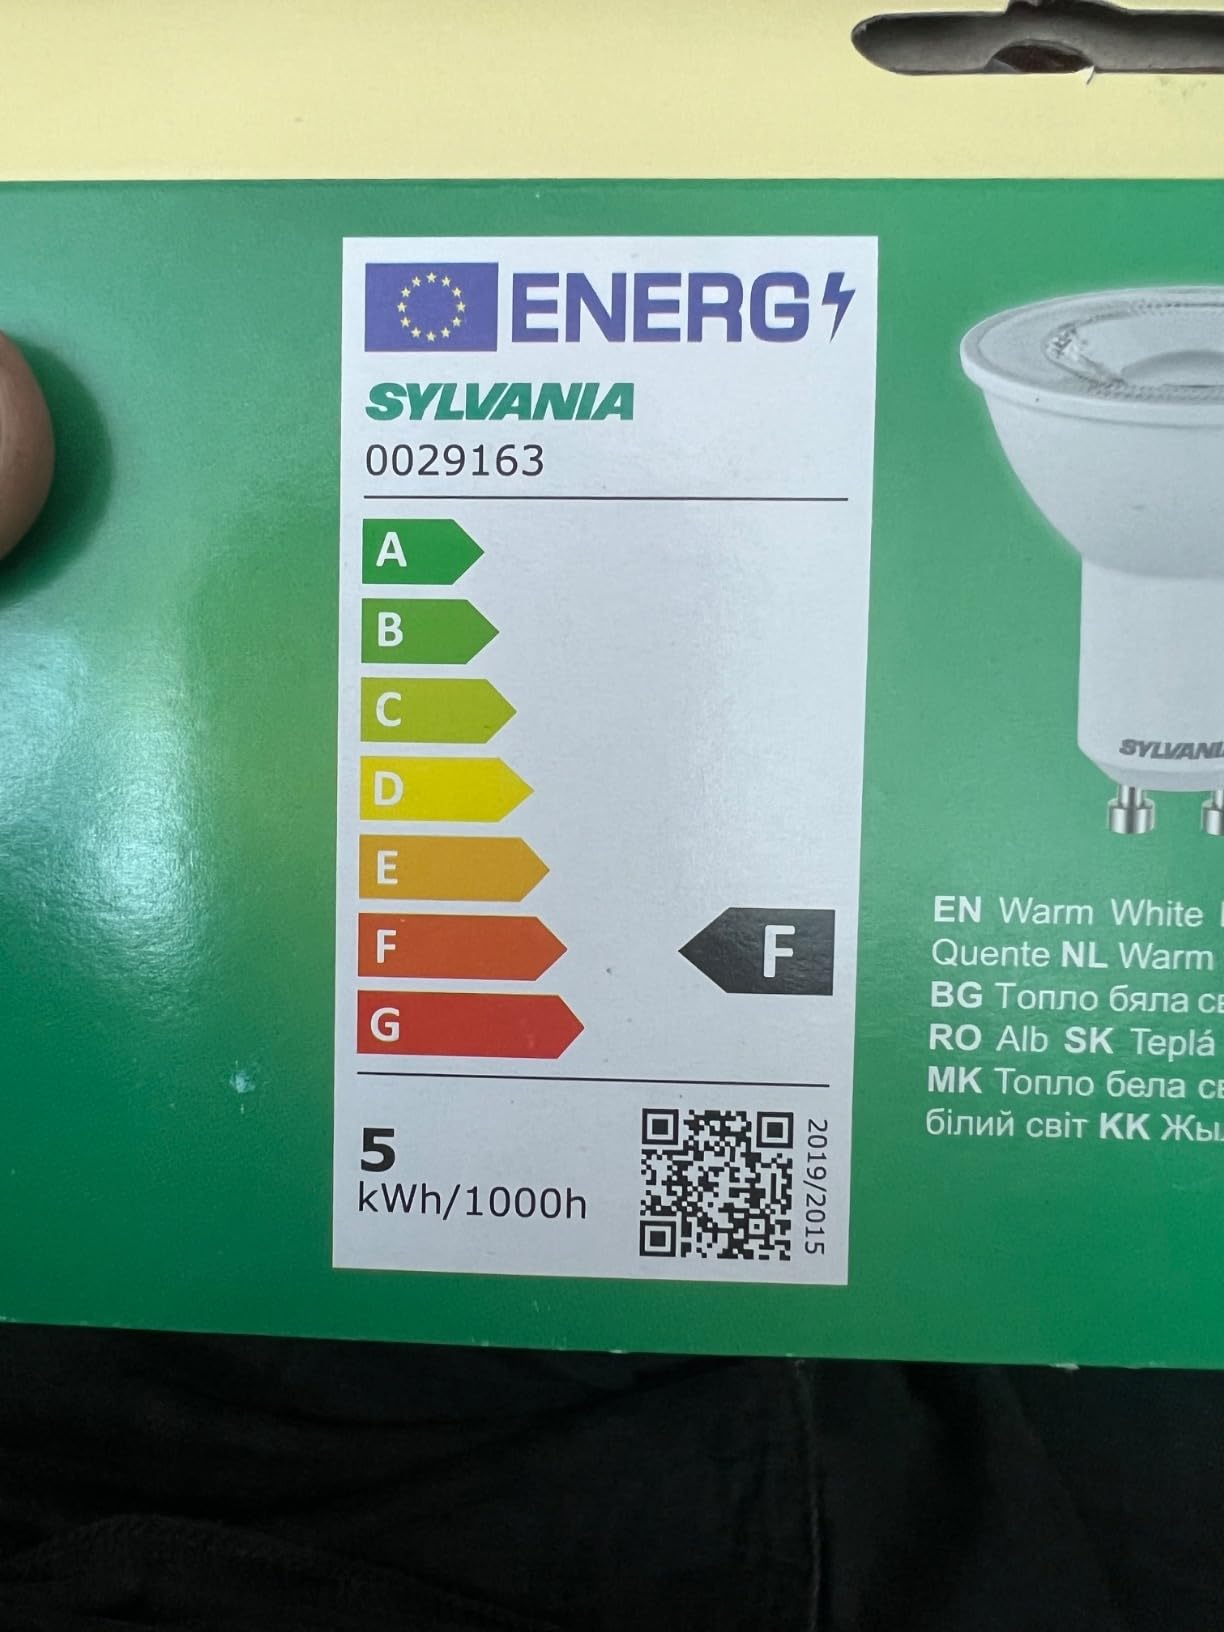 ENERG
SYLVANIA
0029163
A
B
C
D
E
F
F
G
5
kWh/1000h
2019/2015
SYLVANIA
EN Warm White
Quente NL Warm
BG Топло бяла
RO Alb SK Teplá
MK Топло бела
білий світ KK